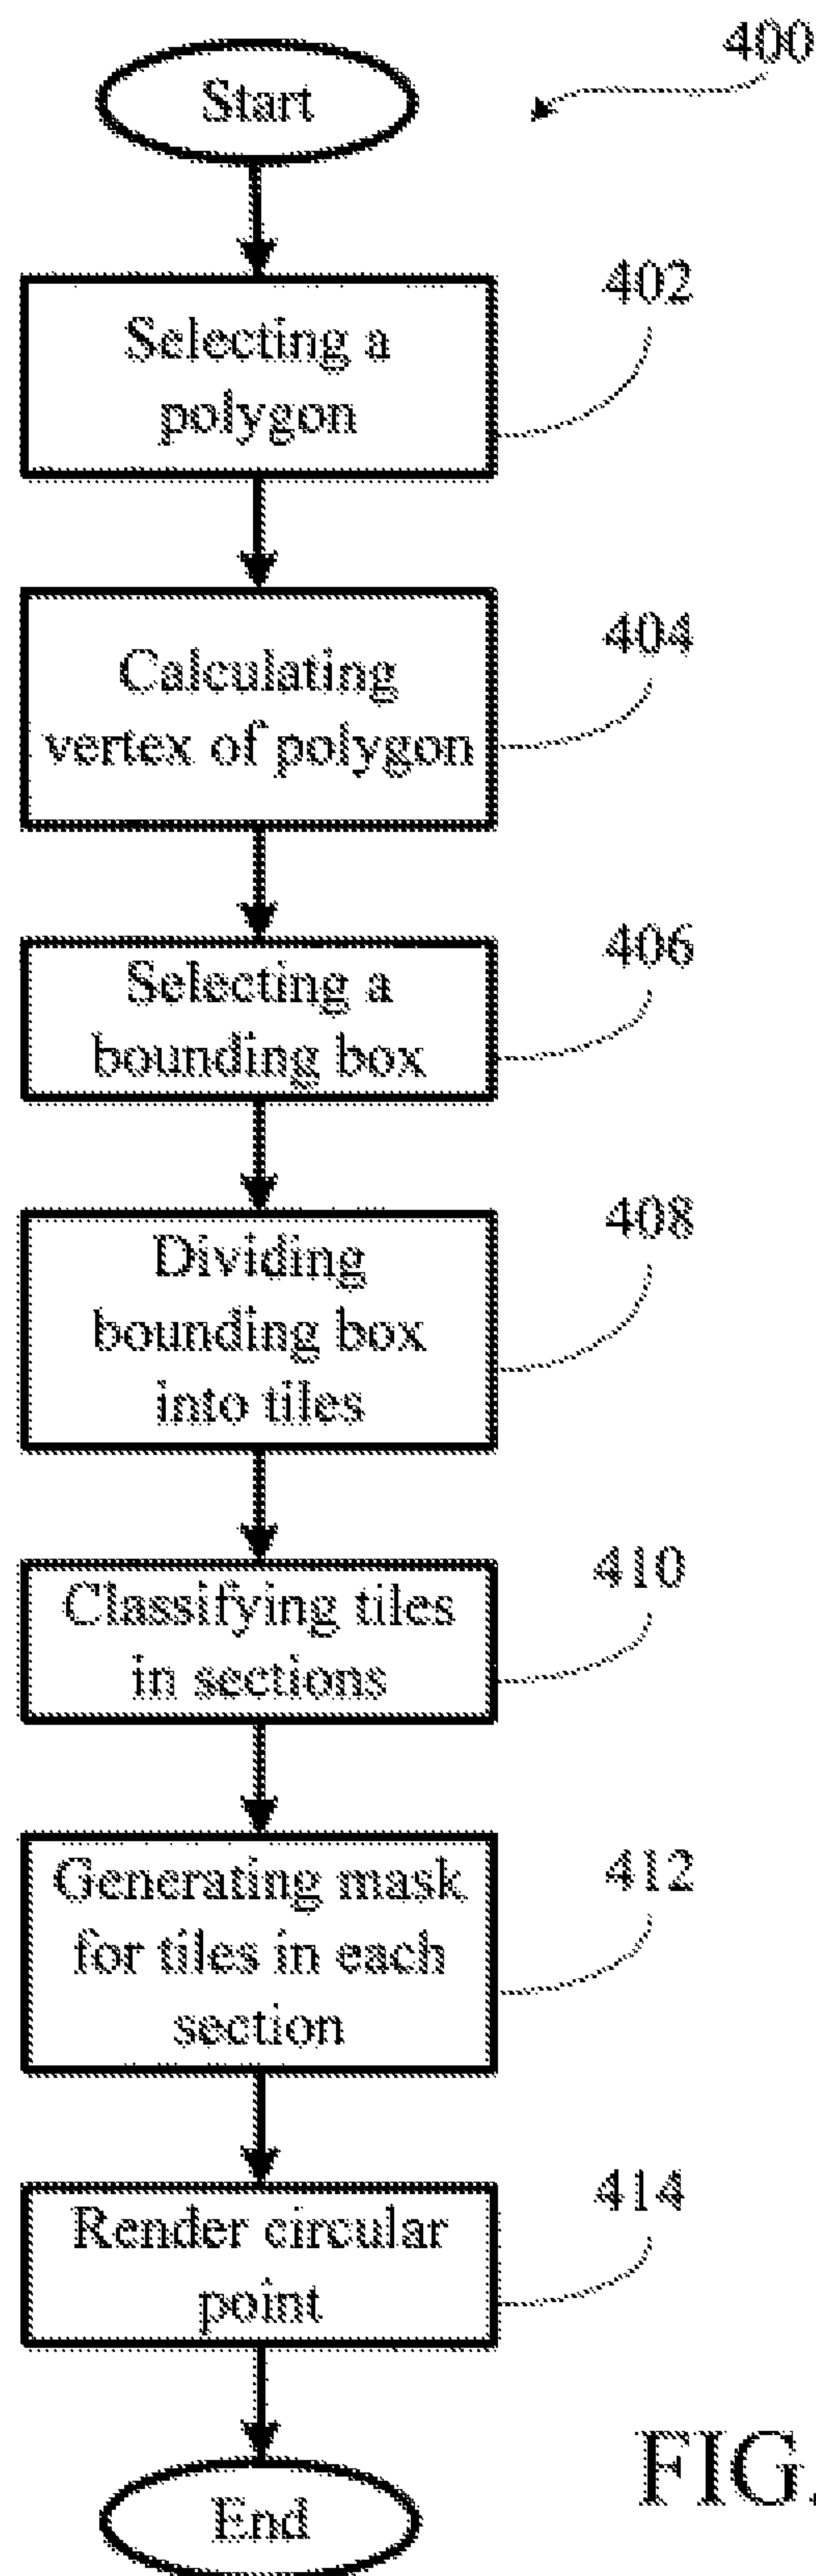 400
Start
402
Selecting a
polygon
404
Calculating
vertex of polygon
406
Selecting a
bounding box
408
Dividing
bounding box
into tiles
410
Classifying tiles
in sections
412
Generating mask
for tiles in each
section
414
Render circular
point
End
FIG.